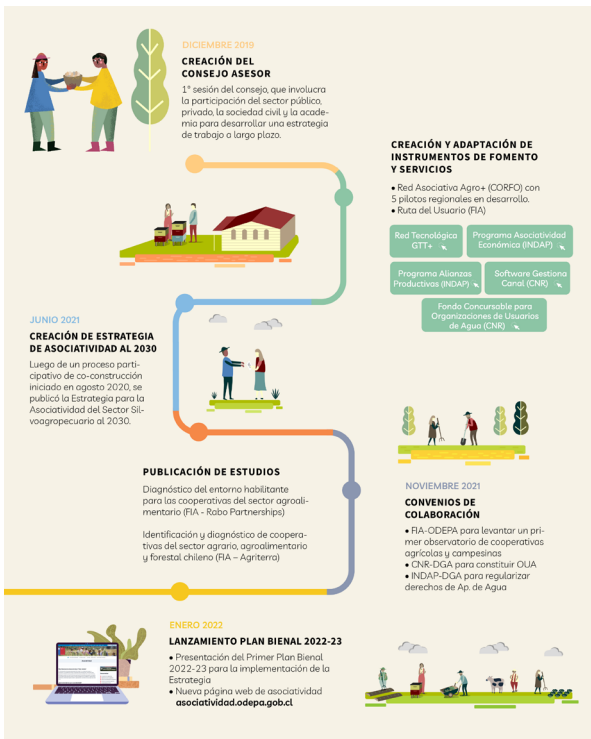 DICIEMBRE 2019
CREACIÓN DEL
CONSEJO ASESOR
1° sesión del consejo, que involucra
la participación del sector público,
privado, la sociedad civil y la acade-
mia para desarrollar una estrategia
de trabajo a largo plazo.
CREACIÓN Y ADAPTACIÓN DE
INSTRUMENTOS DE FOMENTO
Y SERVICIOS
• Red Asociativa Agro+ (CORFO) con
5 pilotos regionales en desarrollo.
• Ruta del Usuario (FIA)
Red Tecnológica
GTT+
Programa Asociatividad
Económica (INDAP)
Programa Alianzas
Productivas (INDAP)
Software Gestiona
Canal (CNR)
Fondo Concursable para
Organizaciones de Usuarios
de Agua (CNR)
JUNIO 2021
CREACIÓN DE ESTRATEGIA
DE ASOCIATIVIDAD AL 2030
Luego de un proceso parti-
cipativo de co-construcción
iniciado en agosto 2020, se
publicó la Estrategia para la
Asociatividad del Sector Sil-
voagropecuario al 2030.
PUBLICACIÓN DE ESTUDIOS
Diagnóstico del entorno habilitante
para las cooperativas del sector agroali-
mentario (FIA - Rabo Partnerships)
Identificación y diagnóstico de coopera-
tivas del sector agrario, agroalimentario
y forestal chileno (FIA – Agriterra)
NOVIEMBRE 2021
CONVENIOS DE
COLABORACIÓN
• FIA-ODEPA para levantar un pri-
mer observatorio de cooperativas
agrícolas y campesinas
• CNR-DGA para constituir OUA
• INDAP-DGA para regularizar
derechos de Ap. de Agua
ENERO 2022
LANZAMIENTO PLAN BIENAL 2022-23
• Presentación del Primer Plan Bienal
2022-23 para la implementación de la
Estrategia
• Nueva página web de asociatividad
asociatividad.odepa.gob.cl